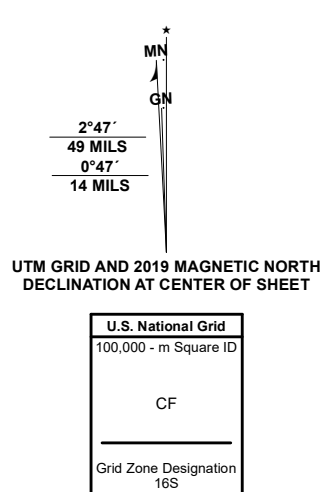 MN
GN
2°47´
49 MILS
0°47´
14 MILS
UTM GRID AND 2019 MAGNETIC NORTH
DECLINATION AT CENTER OF SHEET
U.S. National Grid
100,000 - m Square ID
CF
Grid Zone Designation
16S